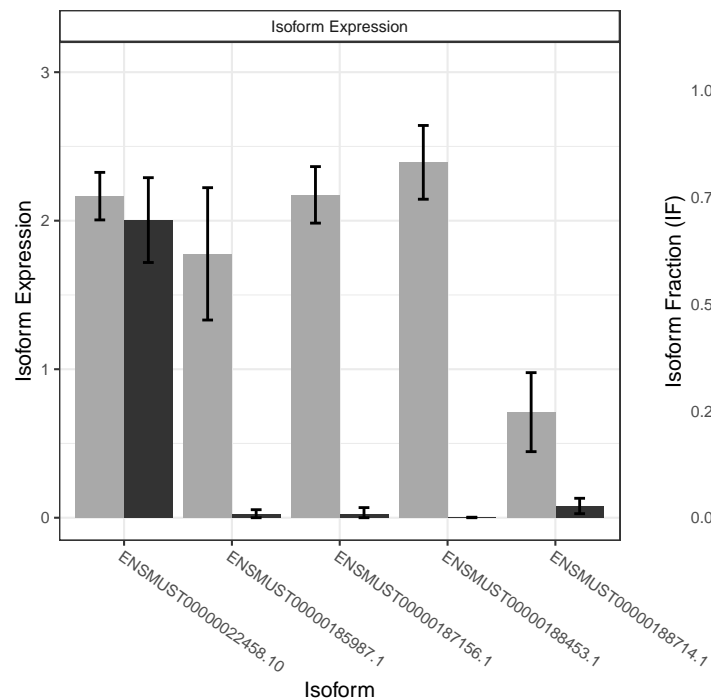 Isoform Expression
Isoform Expression
3
2
1
0
ENSMUST00000022458.10
ENSMUST00000185987.1
ENSMUST00000187156.1
ENSMUST00000188453.1
ENSMUST00000188714.1
Isoform
Isoform Fraction (IF)
1.0
0.7
0.5
0.2
0.0